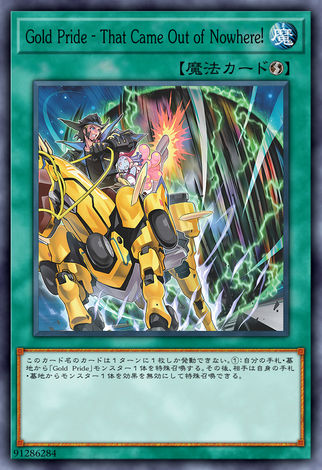 Gold Pride - That Came Out of Nowhere!
魔
【魔法カード】
このカード名のカードは1ターンに1枚しか発動できない。①:自分の手札・墓
地から「Gold Pride」モンスター1体を特殊召喚する。その後、相手は自身の手札
・墓地からモンスター1体を効果を無効にして特殊召喚できる。
91286284